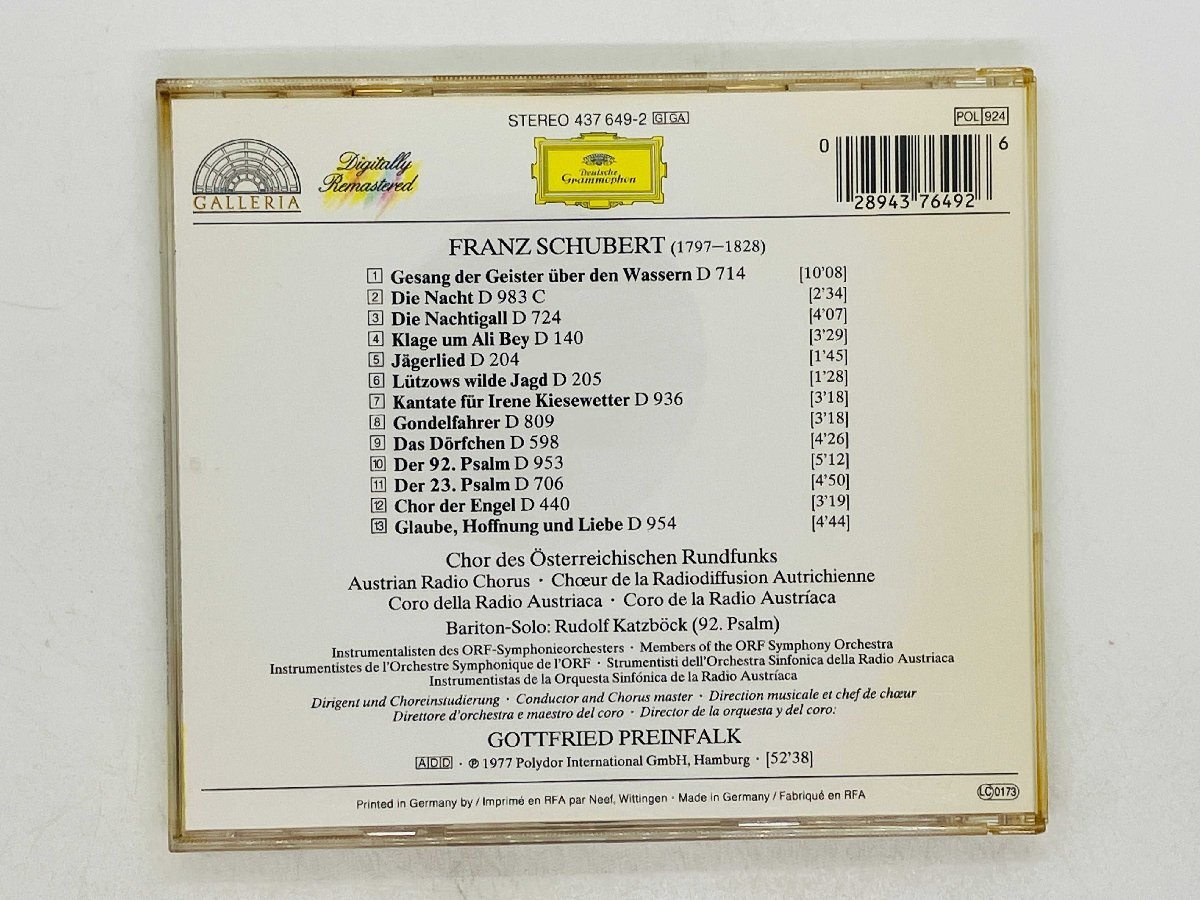 STEREO 437 649-2 GI GA
POL 924
GALLERIA
Digitally
Remastered
Deutsche
Grammophon
0 28943 76492 6
FRANZ SCHUBERT (1797–1828)
1 Gesang der Geister über den Wassern D 714 [10'08]
2 Die Nacht D 983 C [2'34]
3 Die Nachtigall D 724 [4'07]
4 Klage um Ali Bey D 140 [3'29]
5 Jägerlied D 204 [1'45]
6 Lützows wilde Jagd D 205 [1'28]
7 Kantate für Irene Kiesewetter D 936 [3'18]
8 Gondelfahrer D 809 [3'18]
9 Das Dörfchen D 598 [4'26]
10 Der 92. Psalm D 953 [5'12]
11 Der 23. Psalm D 706 [4'50]
12 Chor der Engel D 440 [3'19]
13 Glaube, Hoffnung und Liebe D 954 [4'44]
Chor des Österreichischen Rundfunks
Austrian Radio Chorus · Chœur de la Radiodiffusion Autrichienne
Coro della Radio Austriaca · Coro de la Radio Austríaca
Bariton-Solo: Rudolf Katzböck (92. Psalm)
Instrumentalisten des ORF-Symphonieorchesters · Members of the ORF Symphony Orchestra
Instrumentistes de l'Orchestre Symphonique de l'ORF · Strumentisti dell'Orchestra Sinfonica della Radio Austriaca
Instrumentistas de la Orquesta Sinfónica de la Radio Austríaca
Dirigent und Choreinstudierung · Conductor and Chorus master · Direction musicale et chef de chœur
Direttore d'orchestra e maestro del coro · Director de la orquesta y del coro:
GOTTFRIED PREINFALK
ADD · ℗ 1977 Polydor International GmbH, Hamburg · [52'38]
Printed in Germany by / Imprimé en RFA par Neef, Wittingen · Made in Germany / Fabriqué en RFA
LC 0173